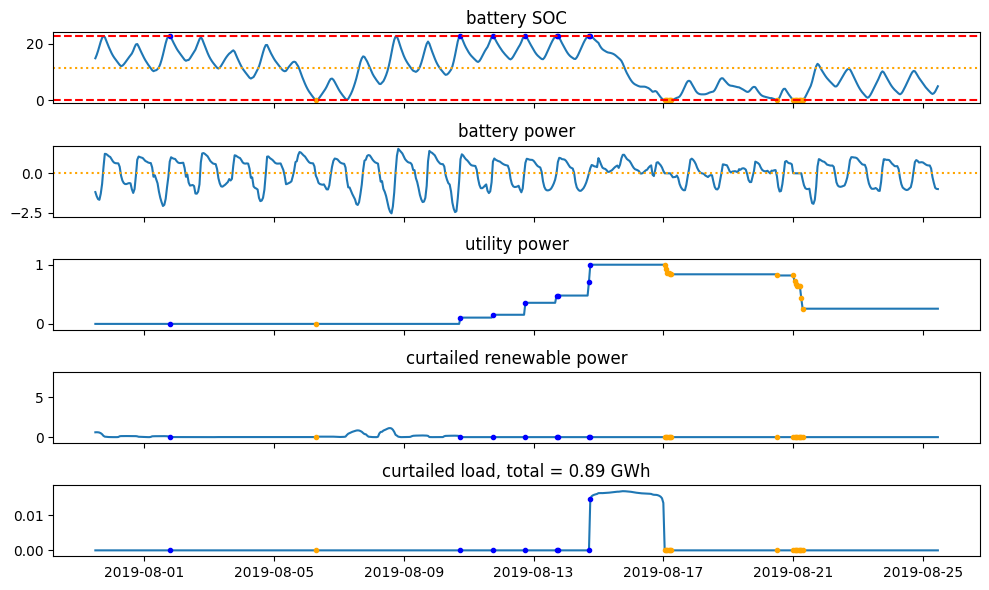 battery SOC
20
0
battery power
0.0
−2.5
utility power
1
0
curtailed renewable power
5
0
curtailed load, total = 0.89 GWh
0.01
0.00
2019-08-01 2019-08-05 2019-08-09 2019-08-13 2019-08-17 2019-08-21 2019-08-25